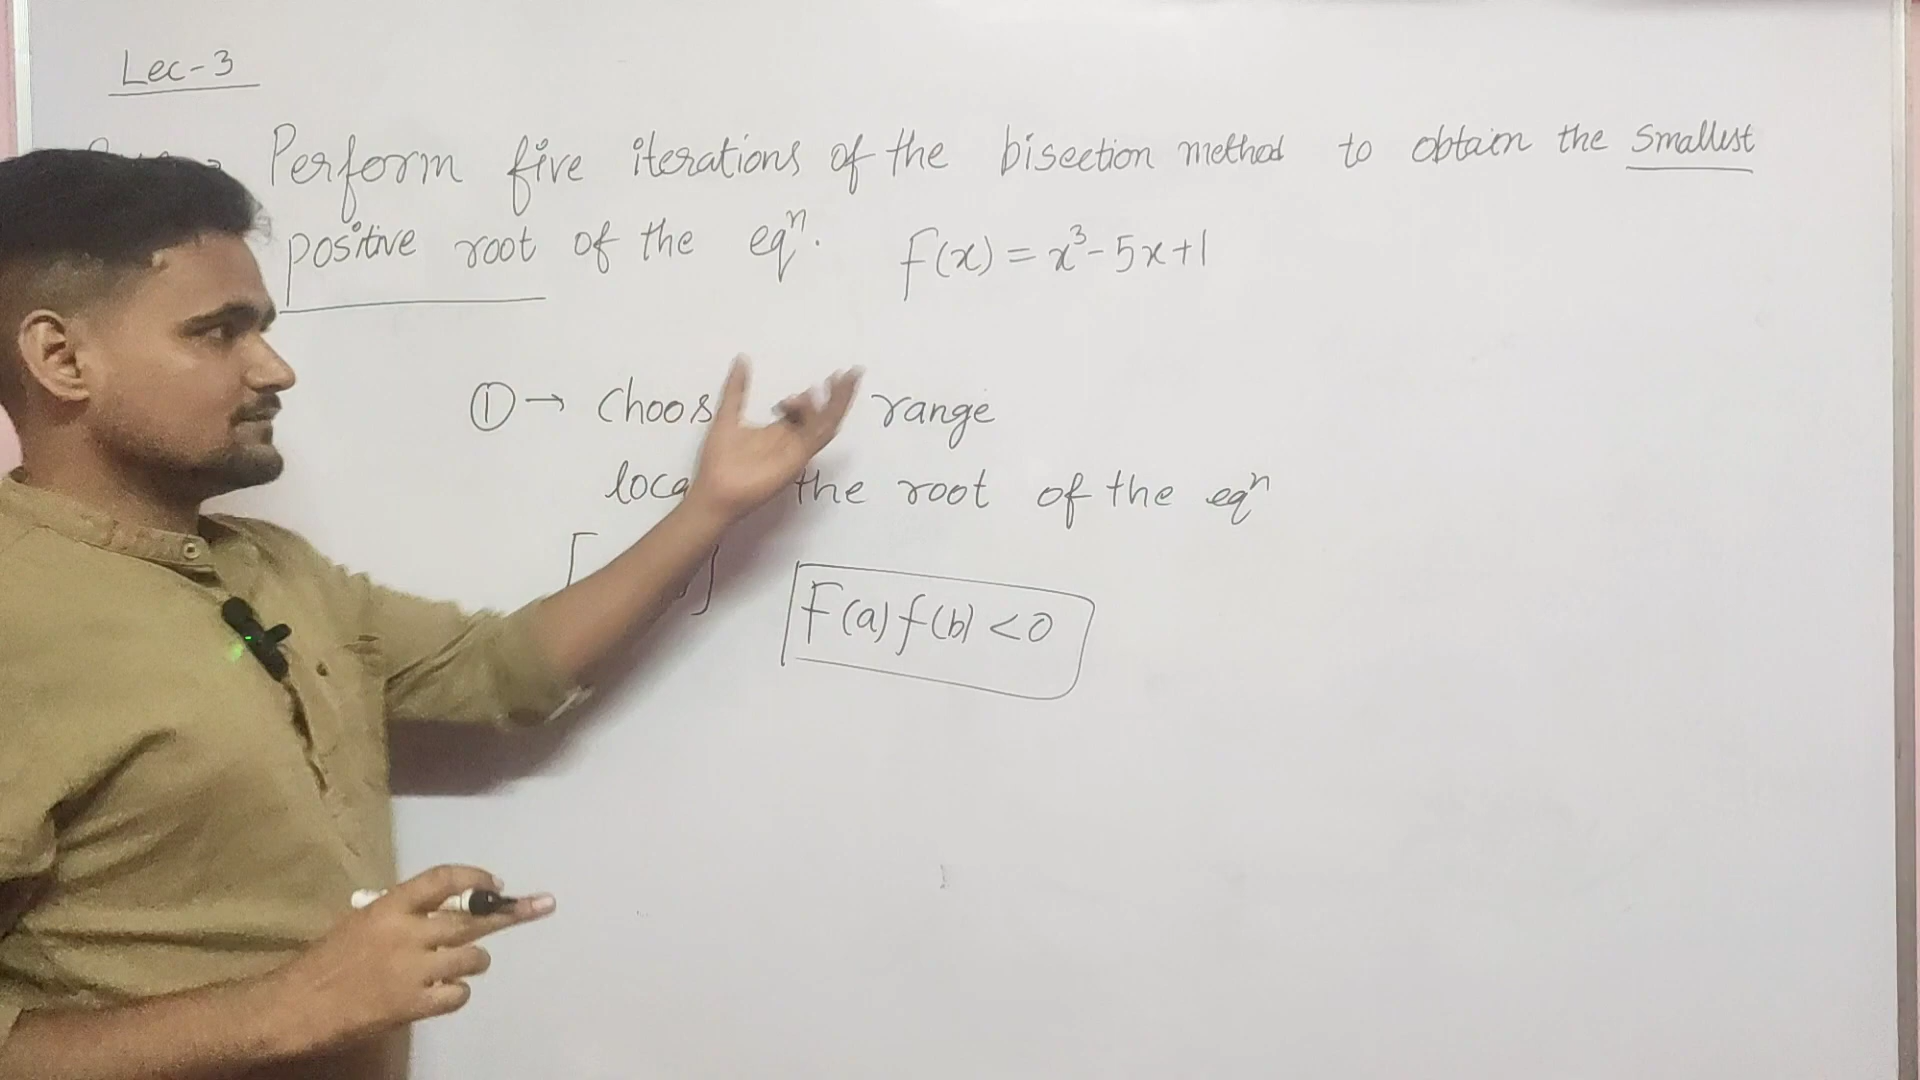 Lec-3
Perform five iterations of the bisection method to obtain the smallest
positive root of the eqⁿ. f(x) = x³-5x+1
① → Choos range
loca the root of the eqⁿ
[ ]
F(a) f(b) <0